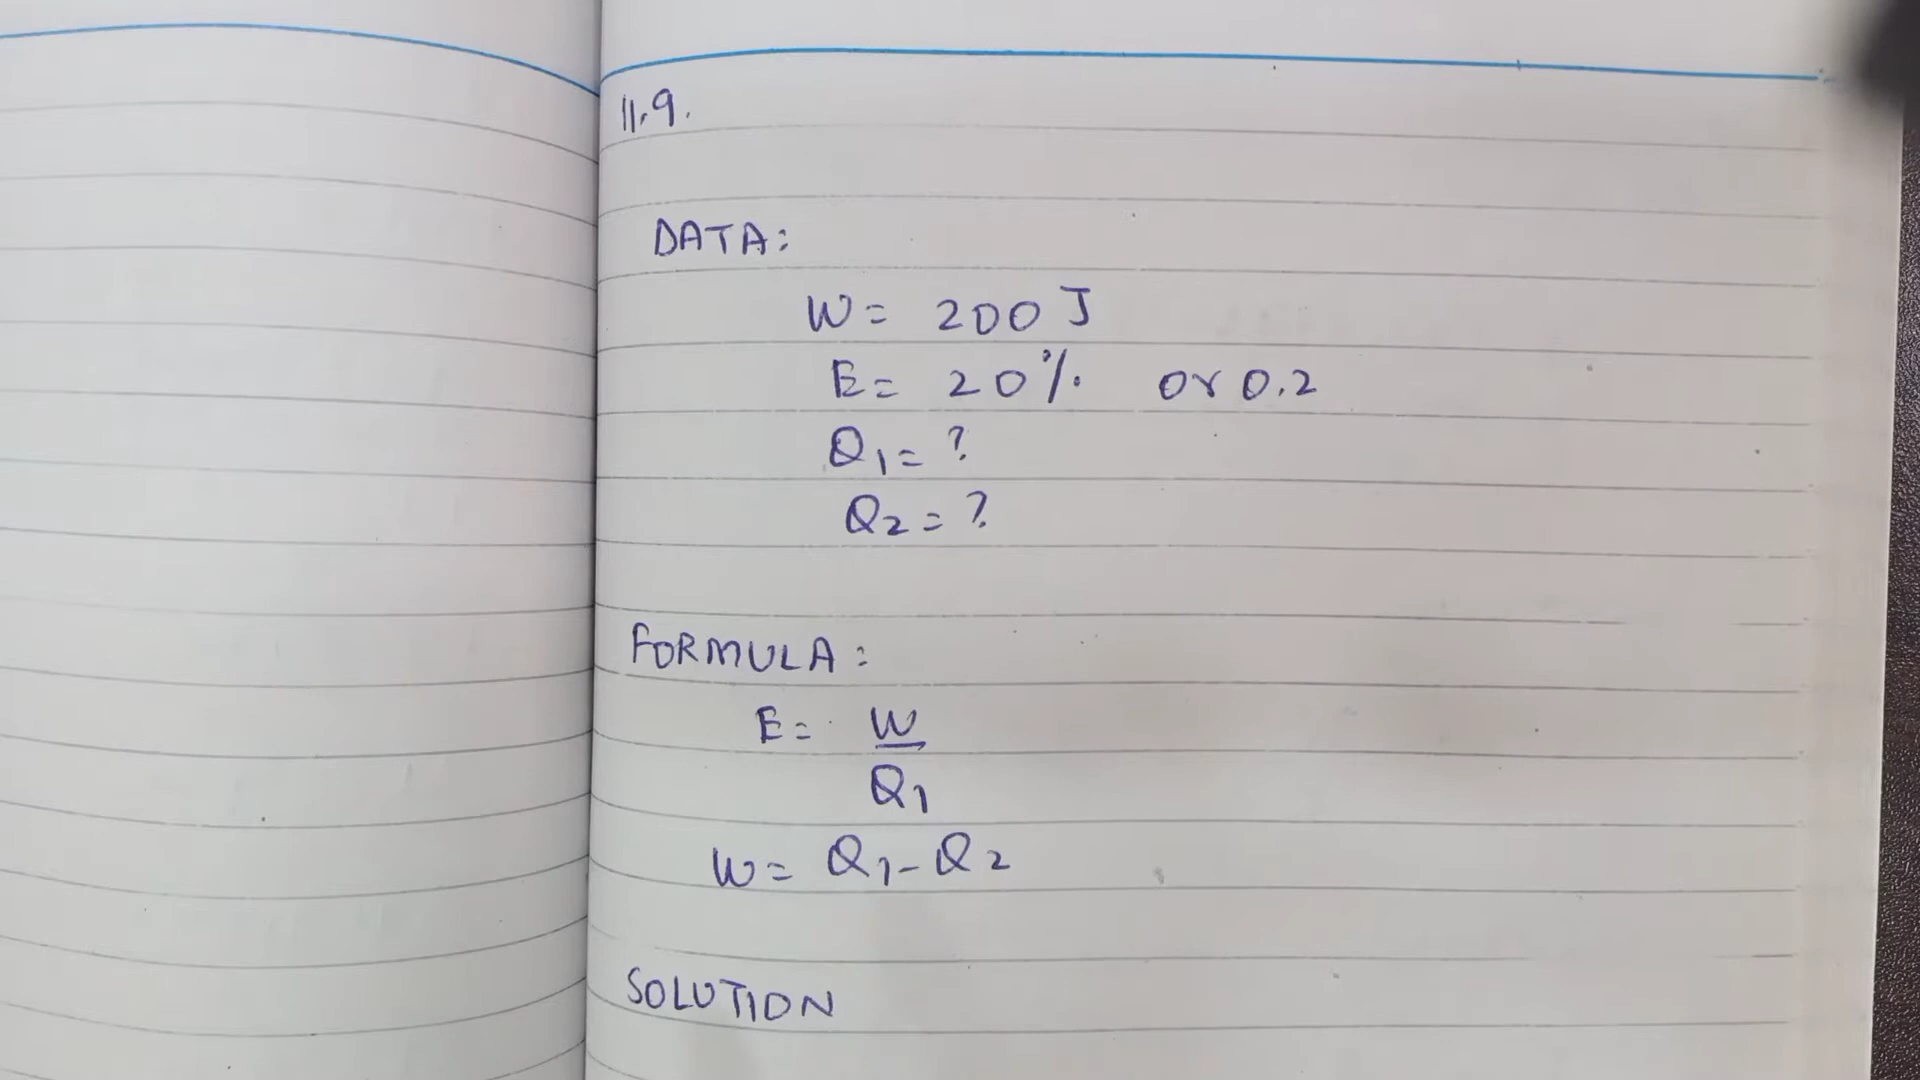 11.9.
DATA:
W = 200 J
E = 20% or 0.2
Q1 = ?
Q2 = ?
FORMULA:
E = W
Q1
W = Q1 - Q2
SOLUTION